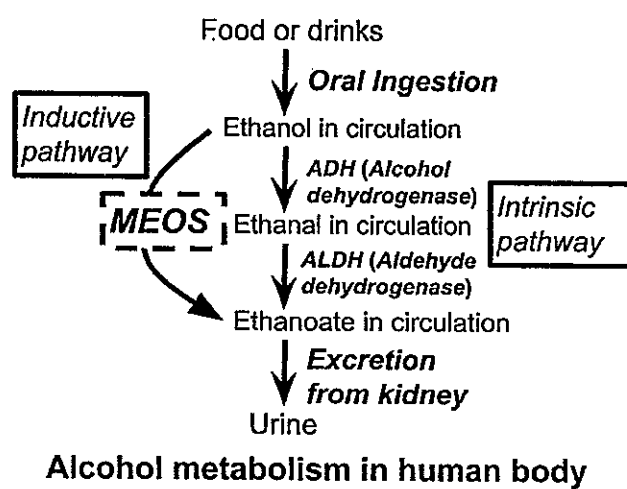 Food or drinks
Oral Ingestion
Inductive
pathway
Ethanol in circulation
ADH (Alcohol
dehydrogenase)
MEOS
Ethanal in circulation
Intrinsic
pathway
ALDH (Aldehyde
dehydrogenase)
Ethanoate in circulation
Excretion
from kidney
Urine
Alcohol metabolism in human body